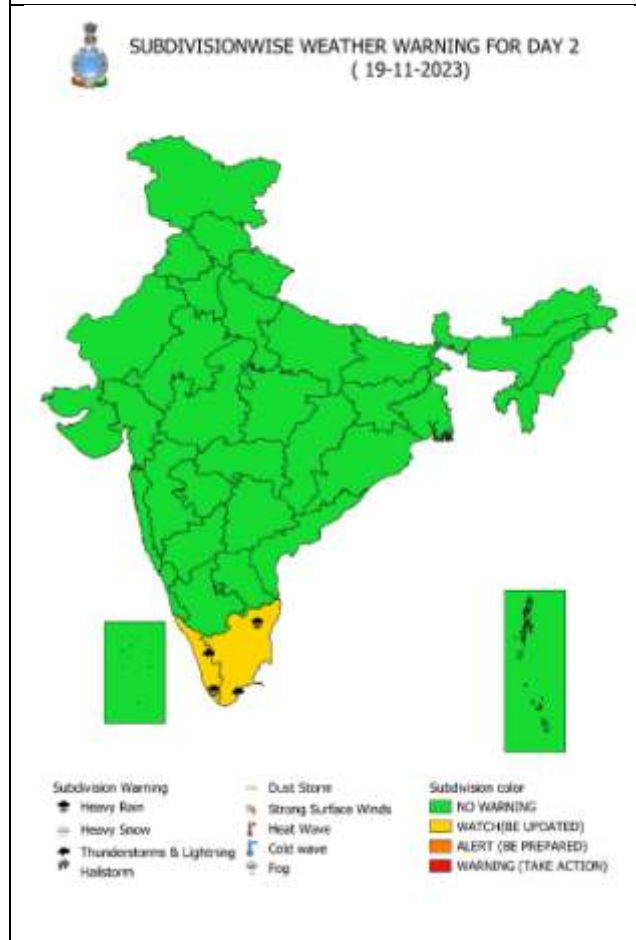 SUBDIVISIONWISE WEATHER WARNING FOR DAY 2
( 19-11-2023)
Subdivision Warning
Heavy Rain
Heavy Snow
Thunderstorms & Lightning
Hailstorm
Dust Storm
Strong Surface Winds
Heat Wave
Cold wave
Fog
Subdivision color
NO WARNING
WATCH(BE UPDATED)
ALERT (BE PREPARED)
WARNING (TAKE ACTION)